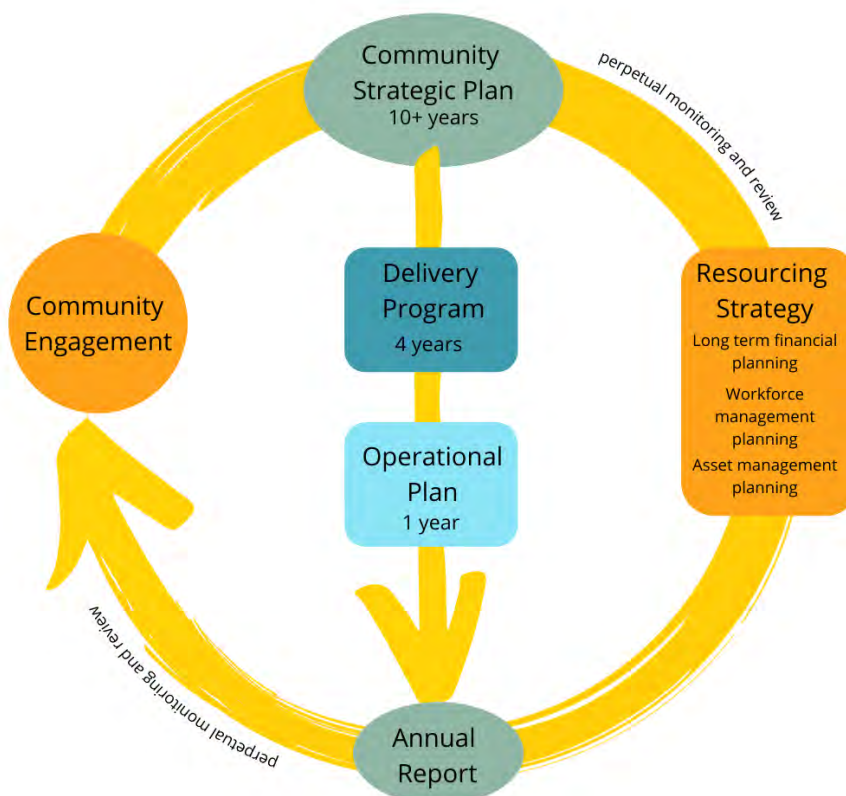 Community
Strategic Plan
10+ years
perpetual monitoring and review
Community
Engagement
Delivery
Program
4 years
Resourcing
Strategy
Long term financial
planning
Workforce
management
planning
Asset management
planning
Operational
Plan
1 year
perpetual monitoring and review
Annual
Report